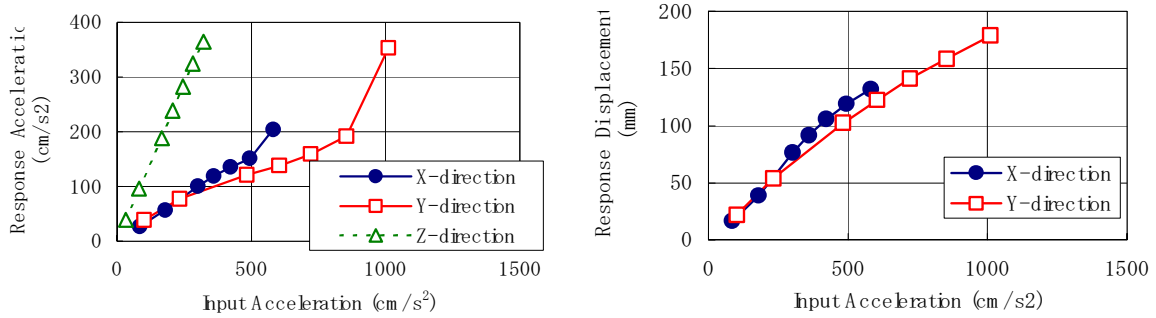 Response Acceleratio
(cm/s2)
400
300
200
100
0
X-direction
Y-direction
Z-direction
0 500 1000 1500
Input Acceleration (cm/s²)
Response Displacement
(mm)
200
150
100
50
0
X-direction
Y-direction
0 500 1000 1500
Input Acceleration (cm/s2)